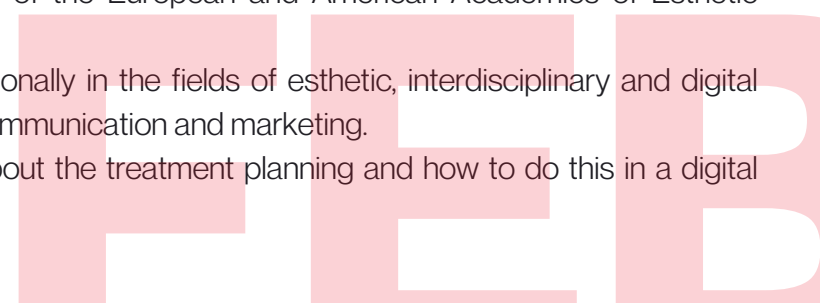 of the European and American Academies of Esthetic
onally in the fields of esthetic, interdisciplinary and digital
mmunication and marketing.
out the treatment planning and how to do this in a digital
FEB